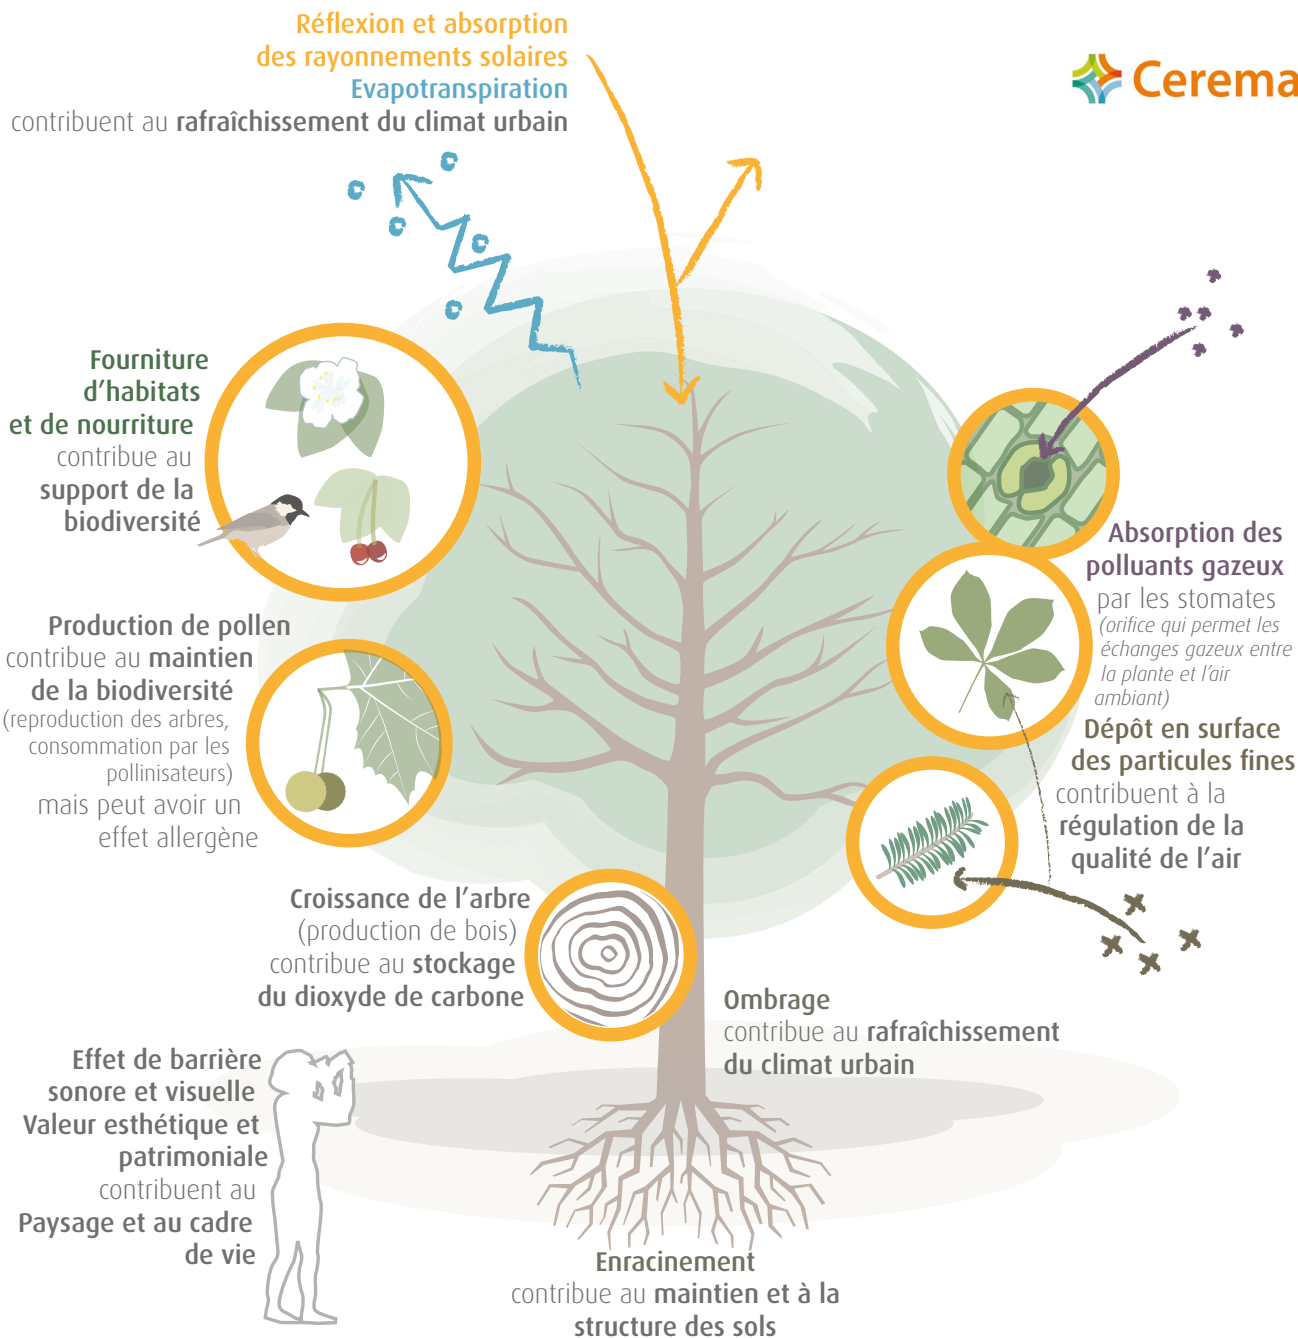 Réflexion et absorption
des rayonnements solaires
Evapotranspiration
contribuent au rafraîchissement du climat urbain
Cerema
Fourniture
d'habitats
et de nourriture
contribue au
support de la
biodiversité
Absorption des
polluants gazeux
par les stomates
(orifice qui permet les
échanges gazeux entre
la plante et l'air
ambiant)
Production de pollen
contribue au maintien
de la biodiversité
(reproduction des arbres,
consommation par les
pollinisateurs)
mais peut avoir un
effet allergène
Dépôt en surface
des particules fines
contribuent à la
régulation de la
qualité de l'air
Croissance de l'arbre
(production de bois)
contribue au stockage
du dioxyde de carbone
Ombrage
contribue au rafraîchissement
du climat urbain
Effet de barrière
sonore et visuelle
Valeur esthétique et
patrimoniale
contribuent au
Paysage et au cadre
de vie
Enracinement
contribue au maintien et à la
structure des sols